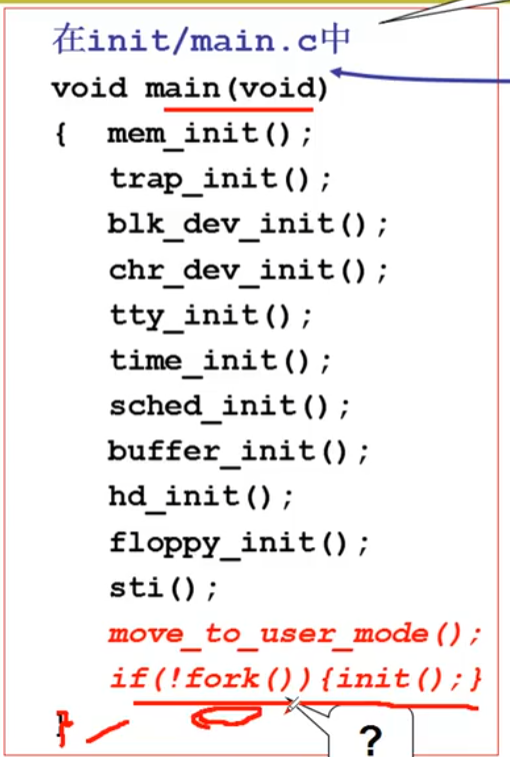 在init/main.c中
void main(void)
{ mem_init();
trap_init();
blk_dev_init();
chr_dev_init();
tty_init();
time_init();
sched_init();
buffer_init();
hd_init();
floppy_init();
sti();
move_to_user_mode();
if(!fork()){init();}
}
?